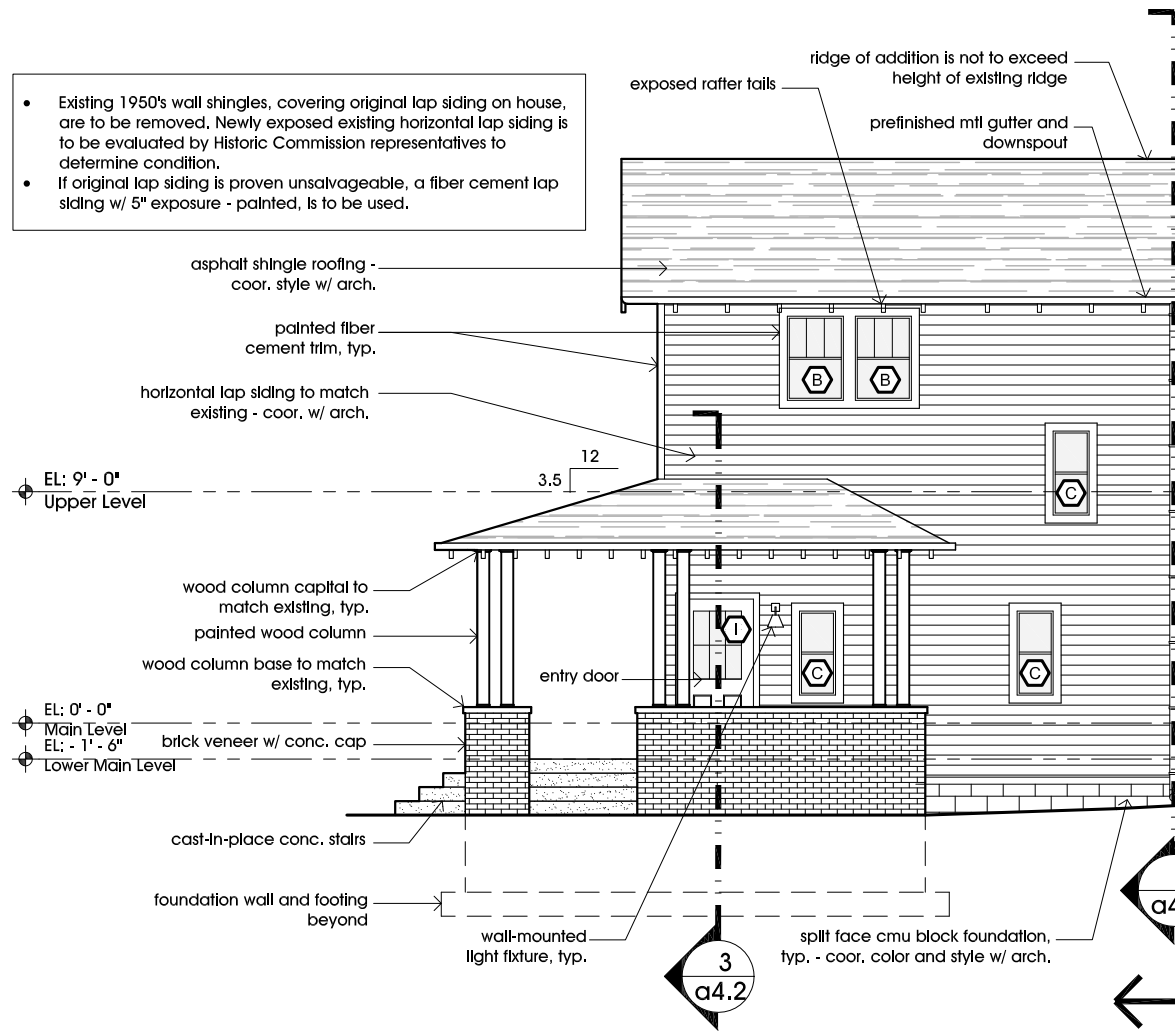 ridge of addition is not to exceed
height of existing ridge
exposed rafter tails
prefinished mtl gutter and
downspout
• Existing 1950's wall shingles, covering original lap siding on house,
are to be removed. Newly exposed existing horizontal lap siding is
to be evaluated by Historic Commission representatives to
determine condition.
• If original lap siding is proven unsalvageable, a fiber cement lap
siding w/ 5" exposure - painted, is to be used.
asphalt shingle roofing -
coor. style w/ arch.
painted fiber
cement trim, typ.
B
B
horizontal lap siding to match
existing - coor. w/ arch.
12
3.5
EL: 9' - 0"
Upper Level
C
wood column capital to
match existing, typ.
painted wood column
I
wood column base to match
existing, typ.
entry door
C
C
EL: 0' - 0"
Main Level
EL: - 1' - 6"
Lower Main Level
brick veneer w/ conc. cap
cast-in-place conc. stairs
foundation wall and footing
beyond
wall-mounted
light fixture, typ.
split face cmu block foundation,
typ. - coor. color and style w/ arch.
3
a4.2